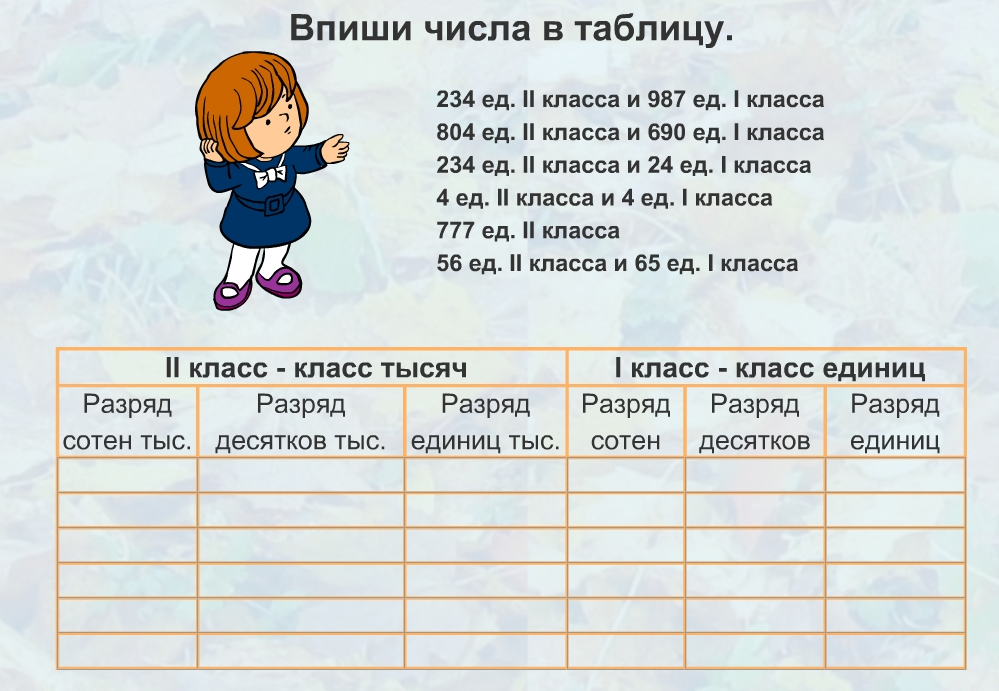 Впиши числа в таблицу.
234 ед. II класса и 987 ед. I класса
804 ед. II класса и 690 ед. I класса
234 ед. II класса и 24 ед. I класса
4 ед. II класса и 4 ед. I класса
777 ед. II класса
56 ед. II класса и 65 ед. I класса
II класс - класс тысяч I класс - класс единиц
Разряд Разряд Разряд Разряд Разряд Разряд
сотен тыс. десятков тыс. единиц тыс. сотен десятков единиц